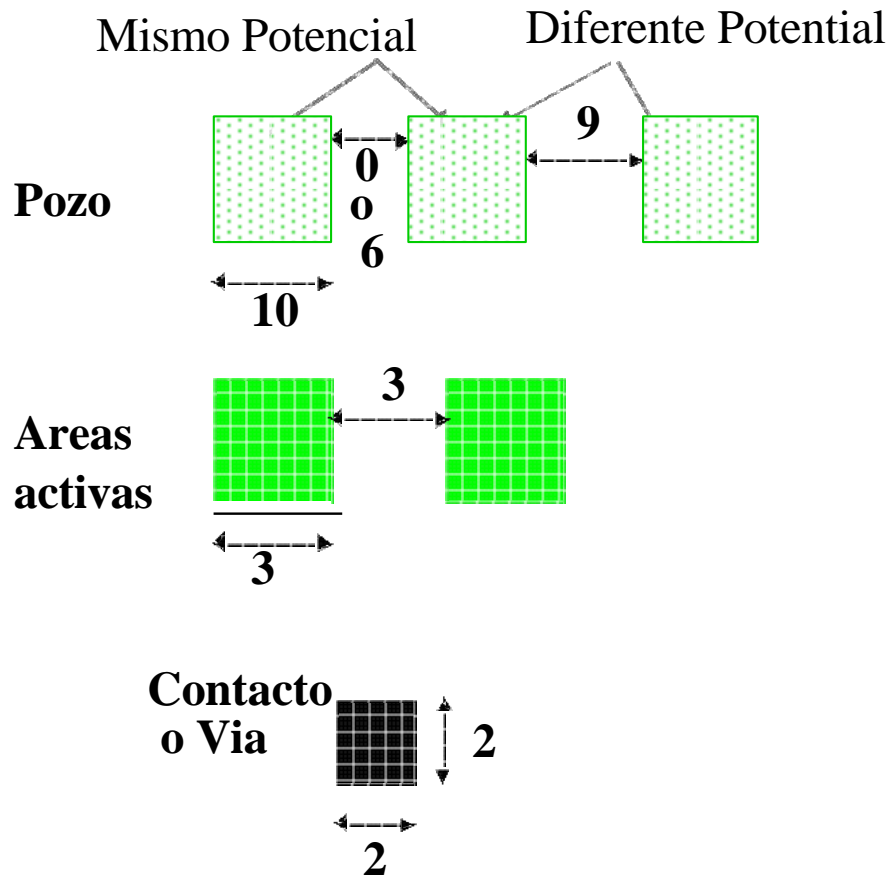 Mismo Potencial
Diferente Potential
9
0
o
6
Pozo
10
3
Areas
activas
3
Contacto
o Via
2
2